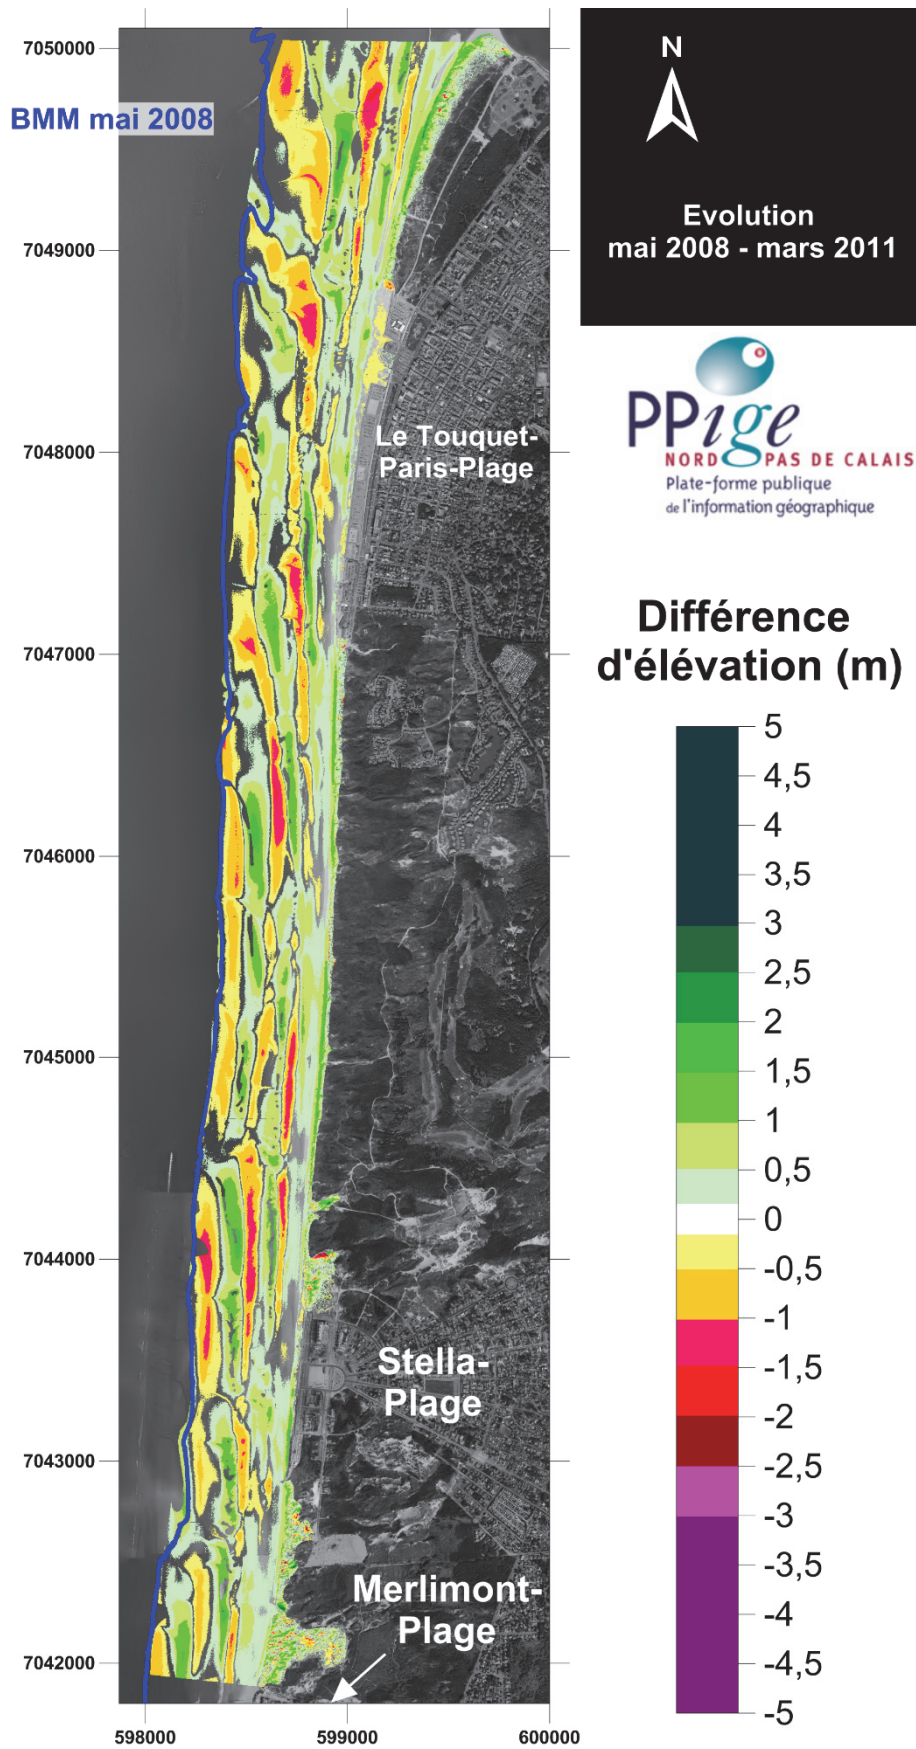 7050000
BMM mai 2008
7049000
7048000
7047000
7046000
7045000
7044000
7043000
7042000
598000
599000
600000
Le Touquet-
Paris-Plage
Stella-
Plage
Merlimont-
Plage
N
Evolution
mai 2008 - mars 2011
PPige
NORD PAS DE CALAIS
Plate-forme publique
de l'information géographique
Différence
d'élévation (m)
5
4,5
4
3,5
3
2,5
2
1,5
1
0,5
0
-0,5
-1
-1,5
-2
-2,5
-3
-3,5
-4
-4,5
-5